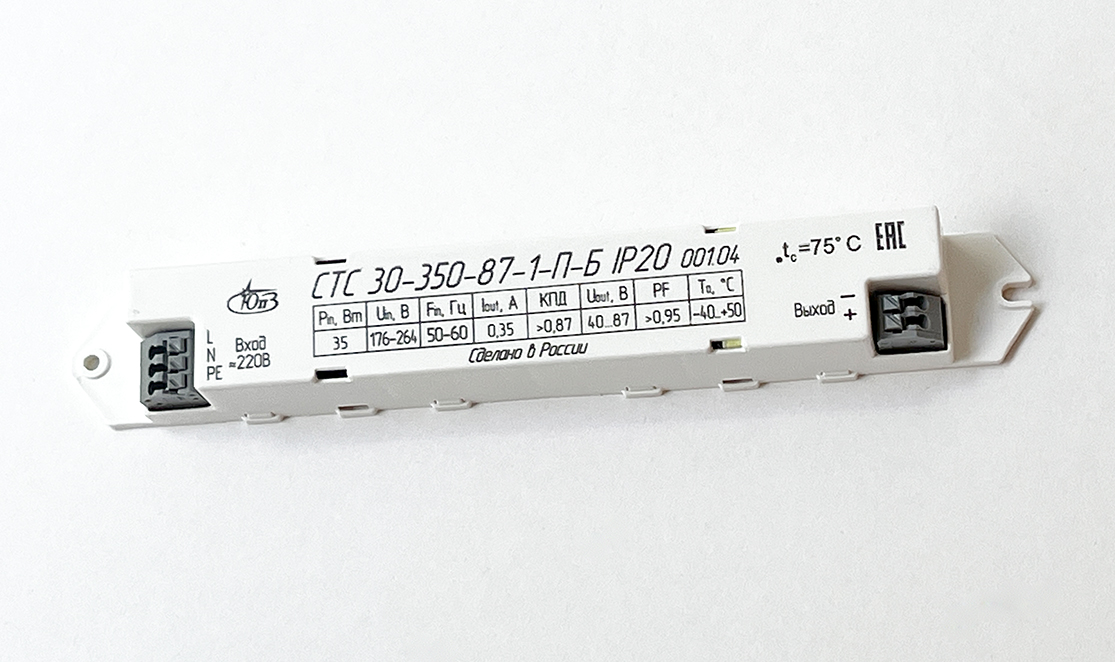 ЮпЗ
L
N
PE
Вход
≈220В
СТС 30-350-87-1-П-Б IP20 001.04
Pin, Вт Uin, В Fin, Гц Iout, А КПД Uout, В PF Ta, °C
35 176-264 50-60 0,35 >0,87 40...87 >0,95 -40...+50
Сделано в России
tc=75°C
EAC
Выход
−
+